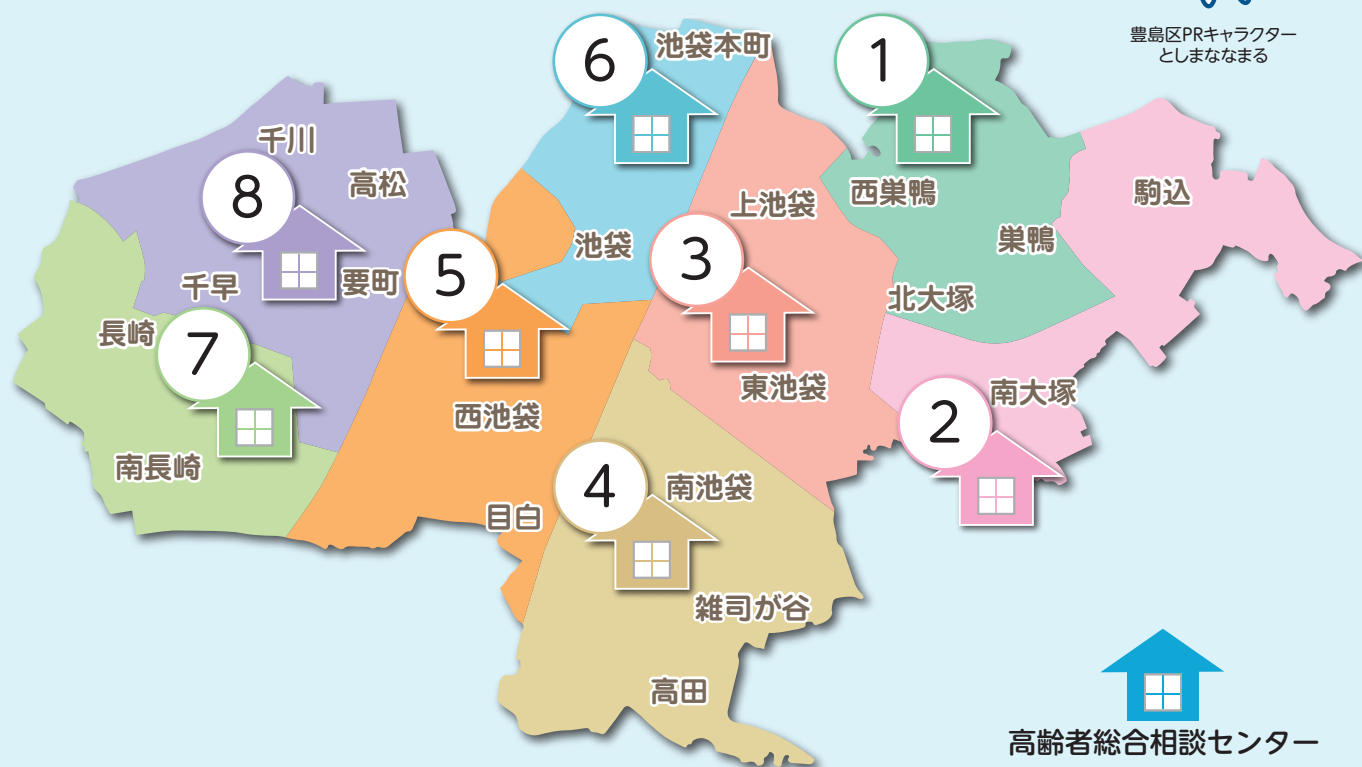 豊島区PRキャラクター
としまななまる
6
池袋本町
1
千川
高松
8
上池袋
西巣鴨
駒込
池袋
3
巣鴨
5
千早
要町
北大塚
長崎
7
東池袋
南大塚
2
西池袋
南長崎
4
南池袋
目白
雑司が谷
高田
高齢者総合相談センター